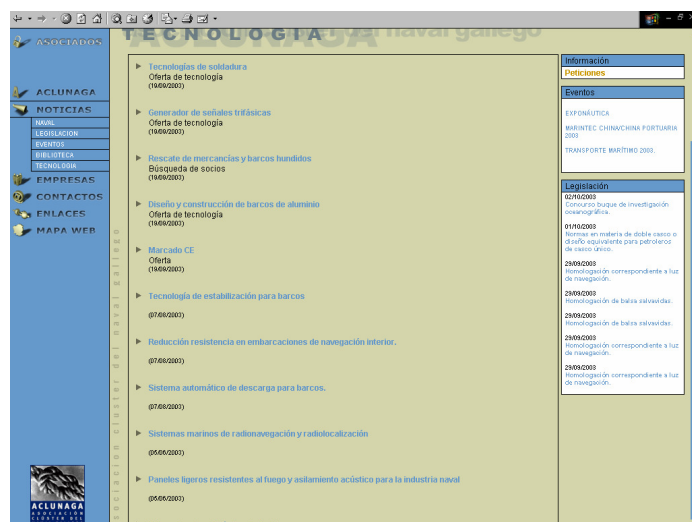 ACLUNAGA
naval gallego
TECNOLOGIA
ASOCIADOS
ACLUNAGA
NOTICIAS
NAVAL
LEGISLACION
EVENTOS
BIBLIOTECA
TECNOLOGIA
EMPRESAS
CONTACTOS
ENLACES
MAPA WEB
ACLUNAGA
ASOCIACIÓN
CLÚSTER DEL
Tecnologías de soldadura
Oferta de tecnología
(19/09/2003)
Generador de señales trifásicas
Oferta de tecnología
(19/09/2003)
Rescate de mercancías y barcos hundidos
Búsqueda de socios
(19/09/2003)
Diseño y construcción de barcos de aluminio
Oferta de tecnología
(19/09/2003)
Marcado CE
Oferta
(19/09/2003)
Tecnología de estabilización para barcos
(07/08/2003)
Reducción resistencia en embarcaciones de navegación interior.
(07/08/2003)
Sistema automático de descarga para barcos.
(07/08/2003)
Sistemas marinos de radionavegación y radiolocalización
(05/06/2003)
Paneles ligeros resistentes al fuego y asilamiento acústico para la industria naval
(05/06/2003)
Información
Peticiones
Eventos
EXPONÁUTICA
MARINTEC CHINA/CHINA PORTUARIA
2003
TRANSPORTE MARÍTIMO 2003.
Legislación
02/10/2003
Concurso buque de investigación
oceanográfica.
01/10/2003
Normas en materia de doble casco o
diseño equivalente para petroleros
de casco único.
29/09/2003
Homologación correspondiente a luz
de navegación.
29/09/2003
Homologación de balsa salvavidas.
29/09/2003
Homologación de balsa salvavidas.
29/09/2003
Homologación correspondiente a luz
de navegación.
29/09/2003
Homologación correspondiente a luz
de navegación.